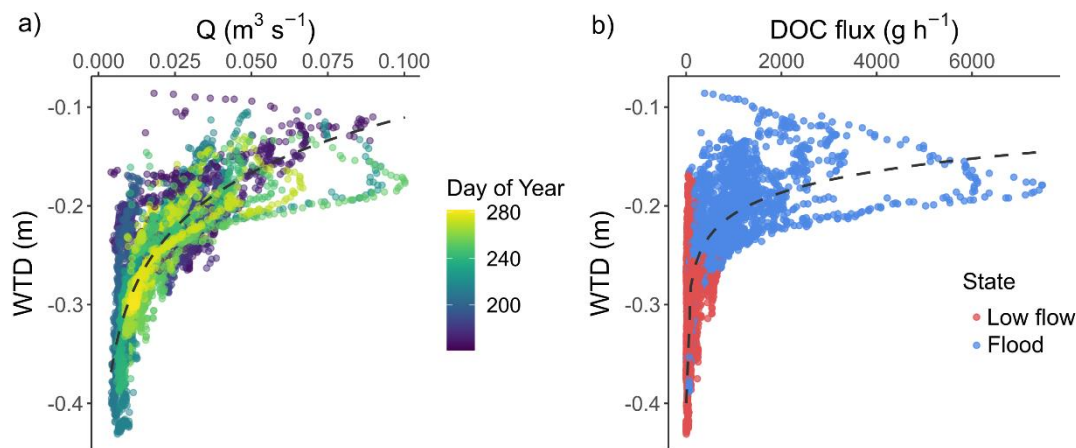 a)
Q (m³ s⁻¹)
0.000 0.025 0.050 0.075 0.100
WTD (m)
-0.1
-0.2
-0.3
-0.4
Day of Year
280
240
200
b)
DOC flux (g h⁻¹)
0 2000 4000 6000
WTD (m)
-0.1
-0.2
-0.3
-0.4
State
Low flow
Flood